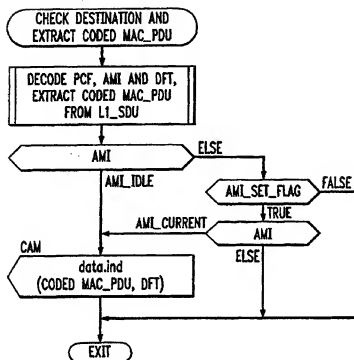 CHECK DESTINATION AND
EXTRACT CODED MAC_PDU
DECODE PCF, AMI AND DFT,
EXTRACT CODED MAC_PDU
FROM L1_SDU
AMI
ELSE
AMI_IDLE
AMI_SET_FLAG
FALSE
TRUE
AMI_CURRENT
AMI
ELSE
CAM
data.ind
(CODED MAC_PDU, DFT)
EXIT